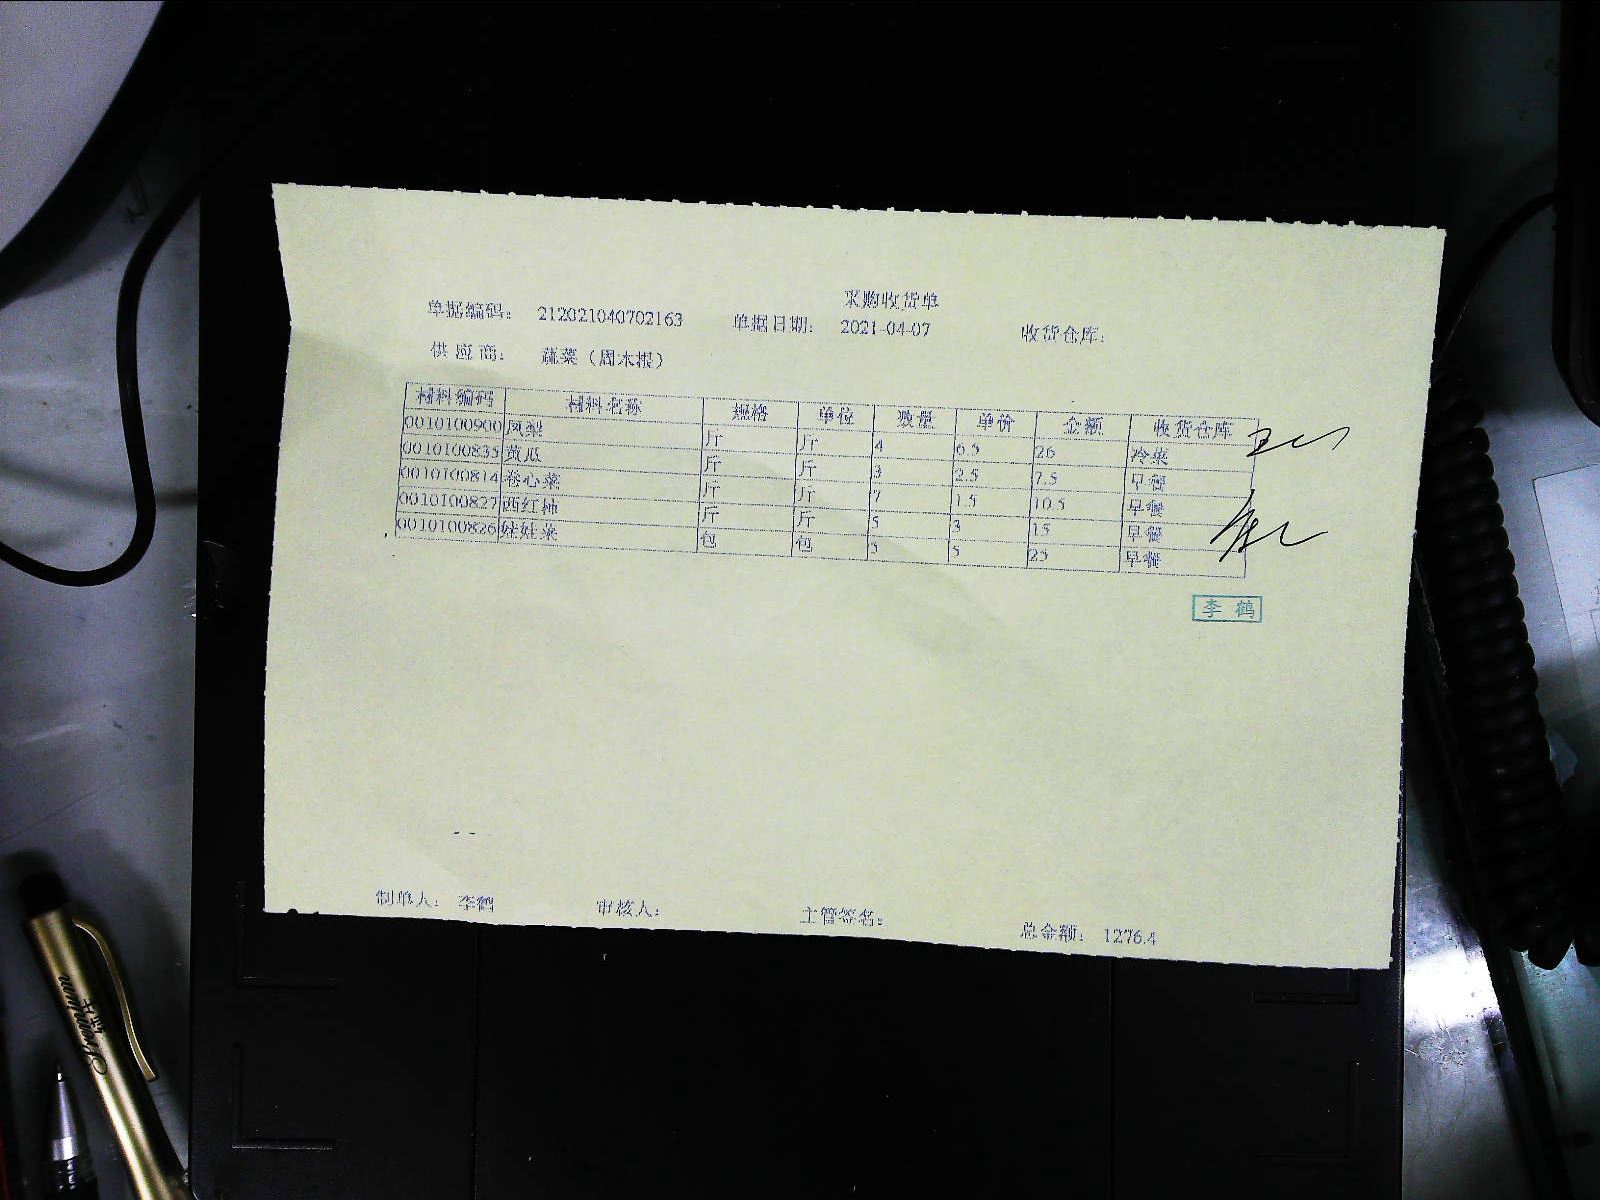 采购收货单
单据编码： 212021040702163 单据日期： 2021-04-07 收货仓库：
供应商： 蔬菜（周末报）
材料编码 材料名称 规格 单位 数量 单价 金额 收货仓库
0010100900 凤梨 斤 斤 4 6.5 26 冷菜
0010100835 黄瓜 斤 斤 3 2.5 7.5 早餐
0010100814 卷心菜 斤 斤 7 1.5 10.5 早餐
0010100827 西红柿 斤 斤 5 3 15 早餐
0010100826 娃娃菜 包 包 5 5 25 早餐
李鹤
制单人： 李鹤 审核人： 主管签名： 总金额： 1276.4
Premium